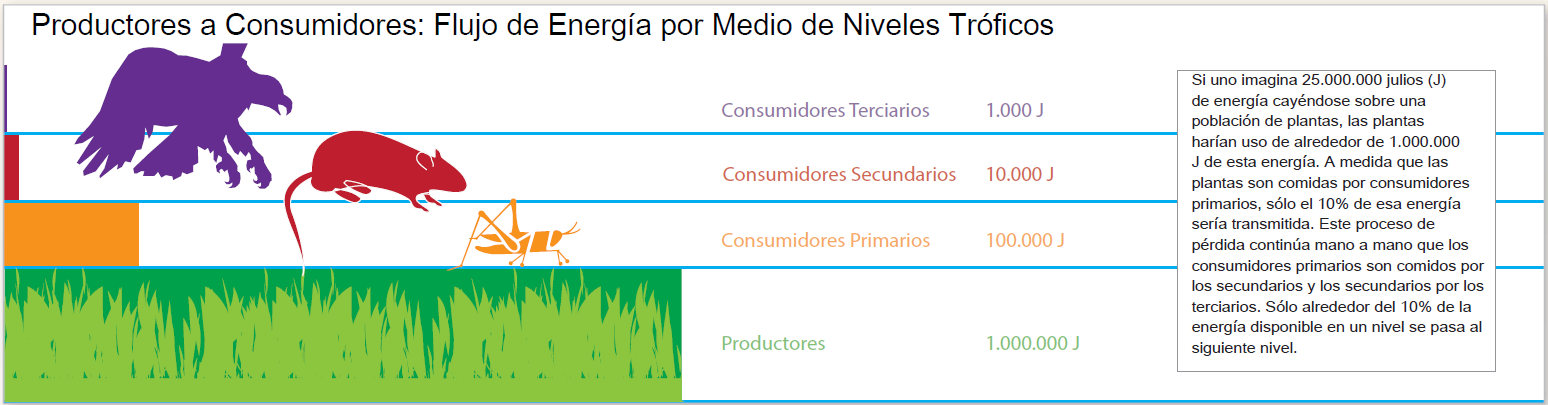 Productores a Consumidores: Flujo de Energía por Medio de Niveles Tróficos
Consumidores Terciarios 1.000 J
Consumidores Secundarios 10.000 J
Consumidores Primarios 100.000 J
Productores 1.000.000 J
Si uno imagina 25.000.000 julios (J)
de energía cayéndose sobre una
población de plantas, las plantas
harían uso de alrededor de 1.000.000
J de esta energía. A medida que las
plantas son comidas por consumidores
primarios, sólo el 10% de esa energía
sería transmitida. Este proceso de
pérdida continúa mano a mano que los
consumidores primarios son comidos por
los secundarios y los secundarios por los
terciarios. Sólo alrededor del 10% de la
energía disponible en un nivel se pasa al
siguiente nivel.